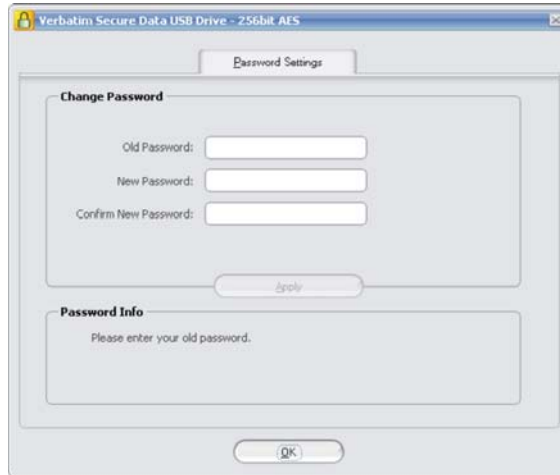 Verbatim Secure Data USB Drive - 256bit AES
Password Settings
Change Password
Old Password:
New Password:
Confirm New Password:
Apply
Password Info
Please enter your old password.
OK